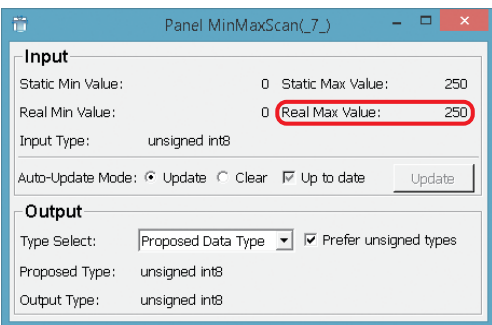 Panel MinMaxScan(_7_)
Input
Static Min Value: 0 Static Max Value: 250
Real Min Value: 0 Real Max Value: 250
Input Type: unsigned int8
Auto-Update Mode: Update Clear Up to date Update
Output
Type Select: Proposed Data Type Prefer unsigned types
Proposed Type: unsigned int8
Output Type: unsigned int8